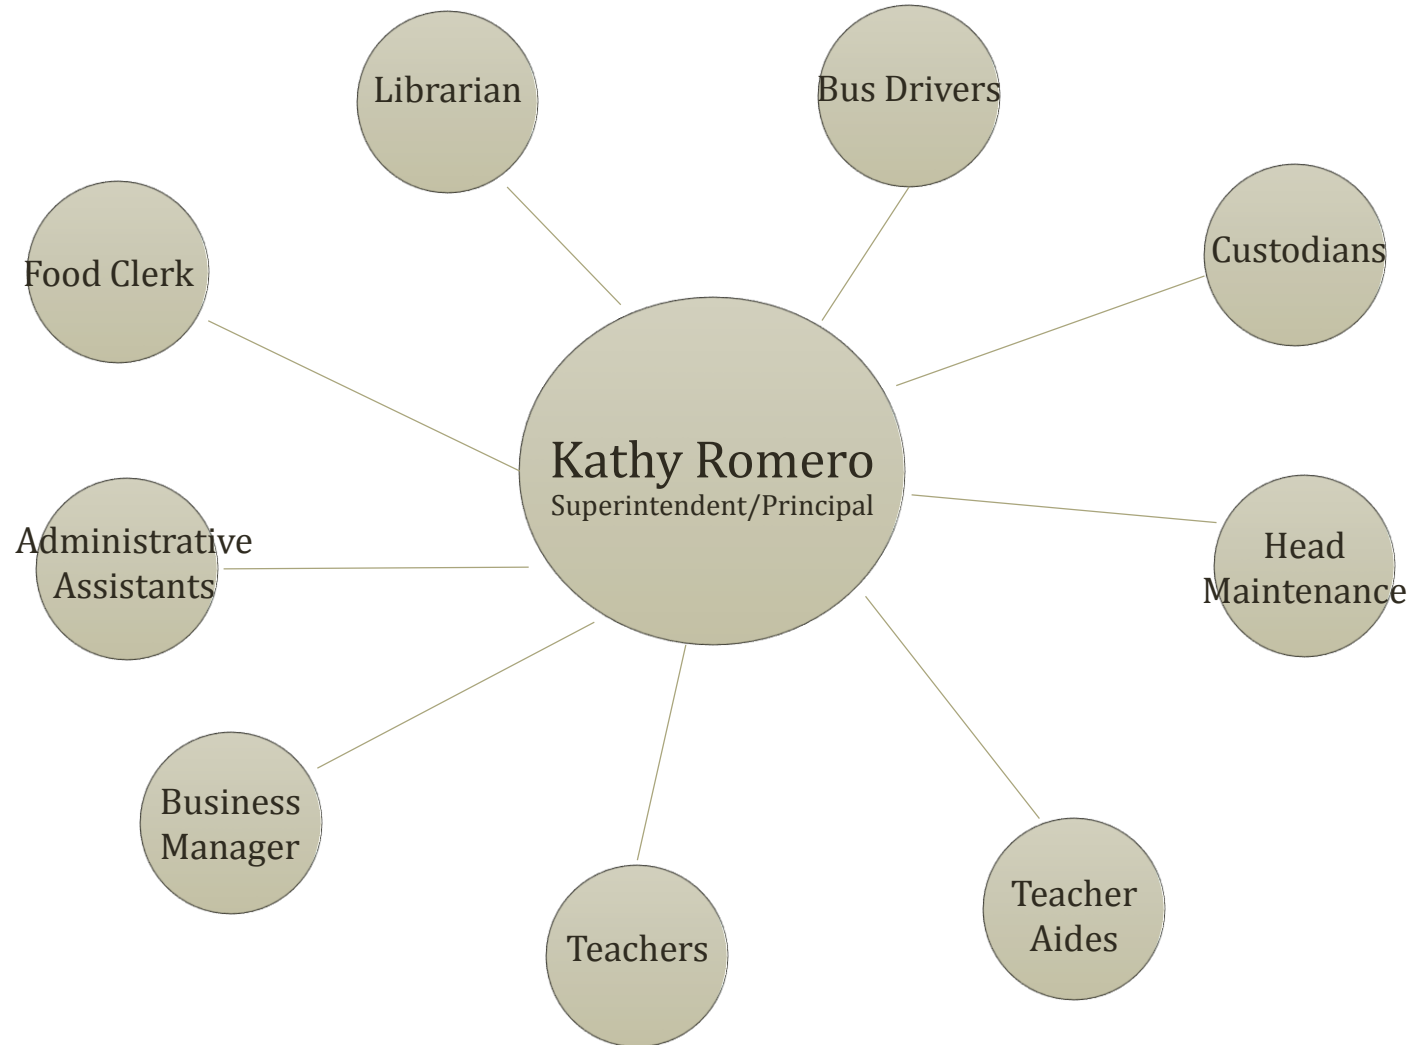 Librarian
Bus Drivers
Custodians
Food Clerk
Kathy Romero
Superintendent/Principal
Administrative
Assistants
Head
Maintenance
Business
Manager
Teachers
Teacher
Aides